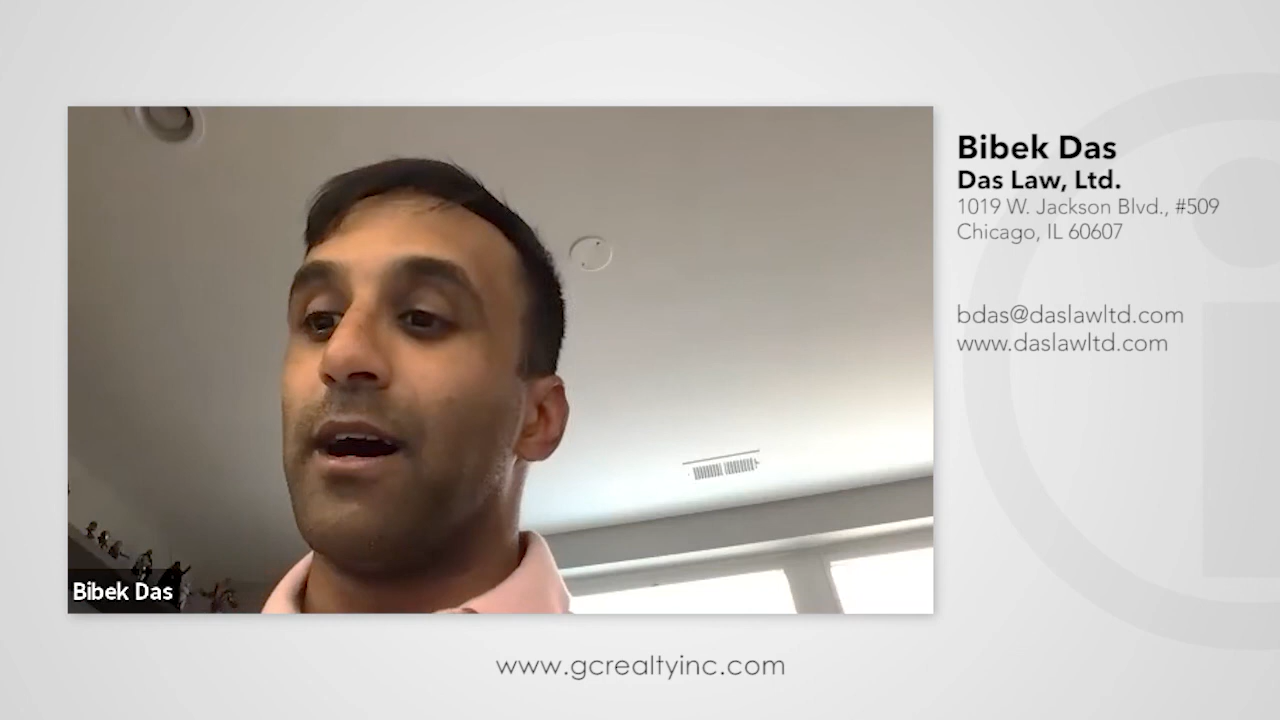 Bibek Das
Das Law, Ltd.
1019 W. Jackson Blvd., #509
Chicago, IL 60607
bdas@daslawltd.com
www.daslawltd.com
Bibek Das
www.gcrealtyinc.com